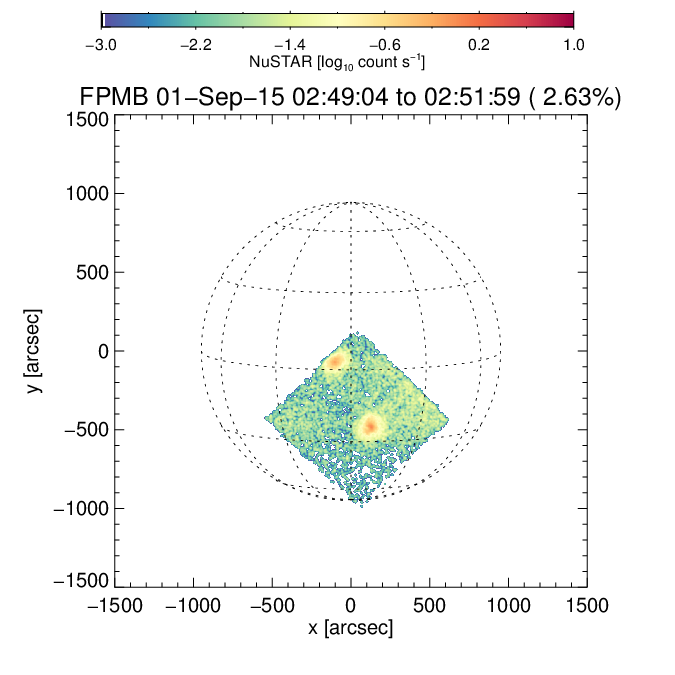 −3.0 −2.2 −1.4 −0.6 0.2 1.0
NuSTAR [log₁₀ count s⁻¹]
FPMB 01−Sep−15 02:49:04 to 02:51:59 ( 2.63%)
1500
1000
500
0
−500
−1000
−1500
y [arcsec]
−1500 −1000 −500 0 500 1000 1500
x [arcsec]